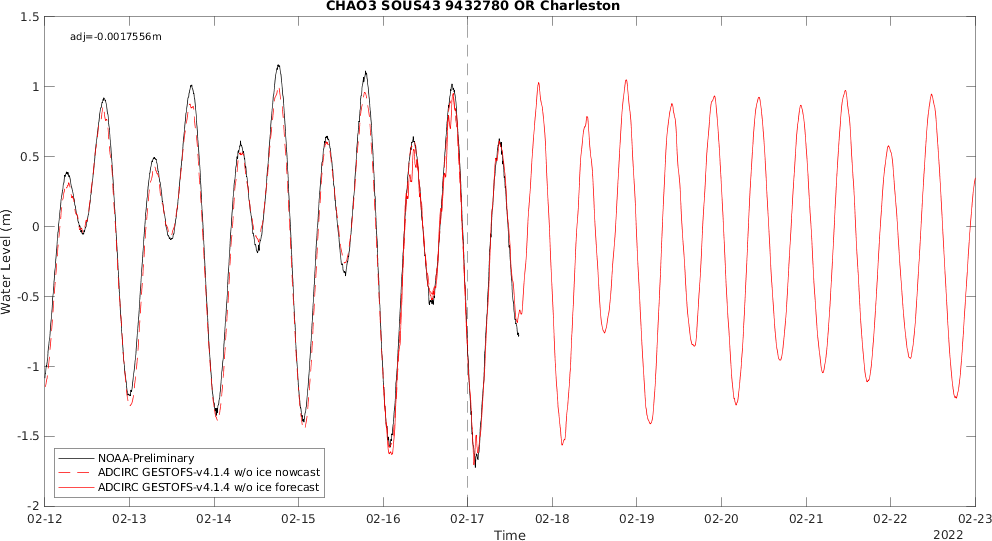 CHAO3 SOUS43 9432780 OR Charleston
adj=-0.0017556m
1.5
1
0.5
0
-0.5
-1
-1.5
-2
Water Level (m)
NOAA-Preliminary
ADCIRC GESTOFS-v4.1.4 w/o ice nowcast
ADCIRC GESTOFS-v4.1.4 w/o ice forecast
02-12 02-13 02-14 02-15 02-16 02-17 02-18 02-19 02-20 02-21 02-22 02-23
Time
2022